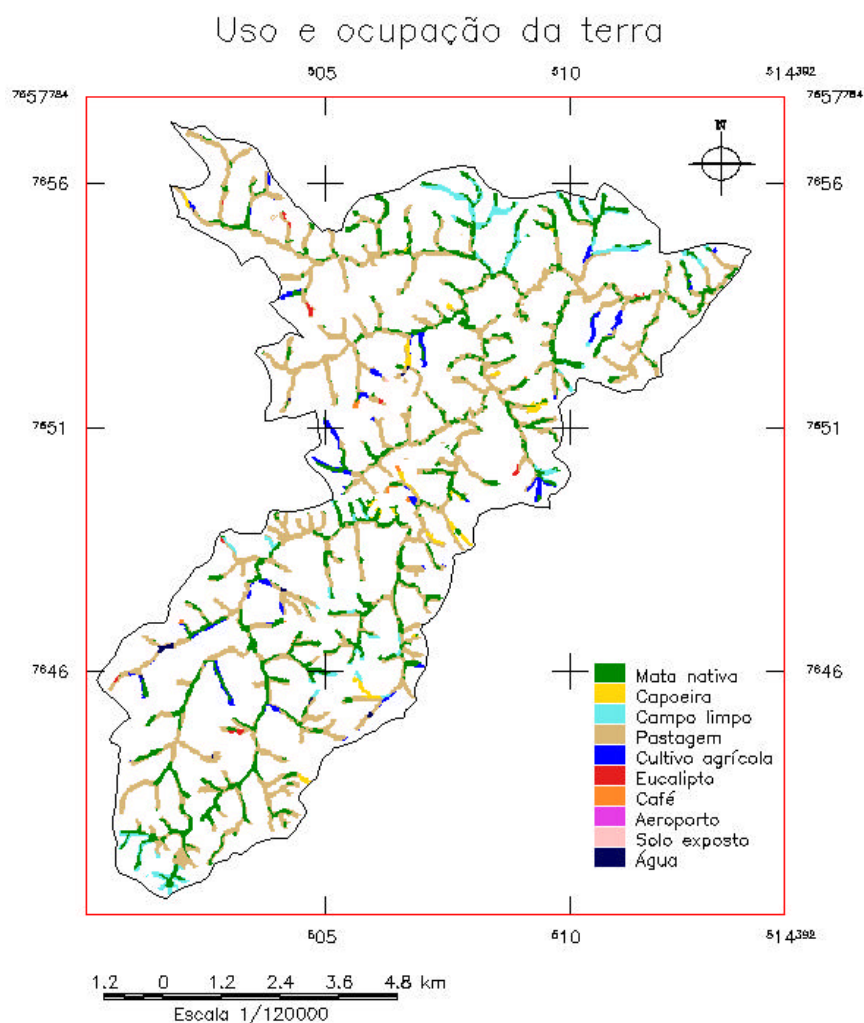 Uso e ocupação da terra
505 510 514392
7657784 7657784
N
7656 7656
7651 7651
7646 7646
Mata nativa
Capoeira
Campo limpo
Pastagem
Cultivo agrícola
Eucalipto
Café
Aeroporto
Solo exposto
Água
505 510 514392
1.2 0 1.2 2.4 3.6 4.8 km
Escala 1/120000